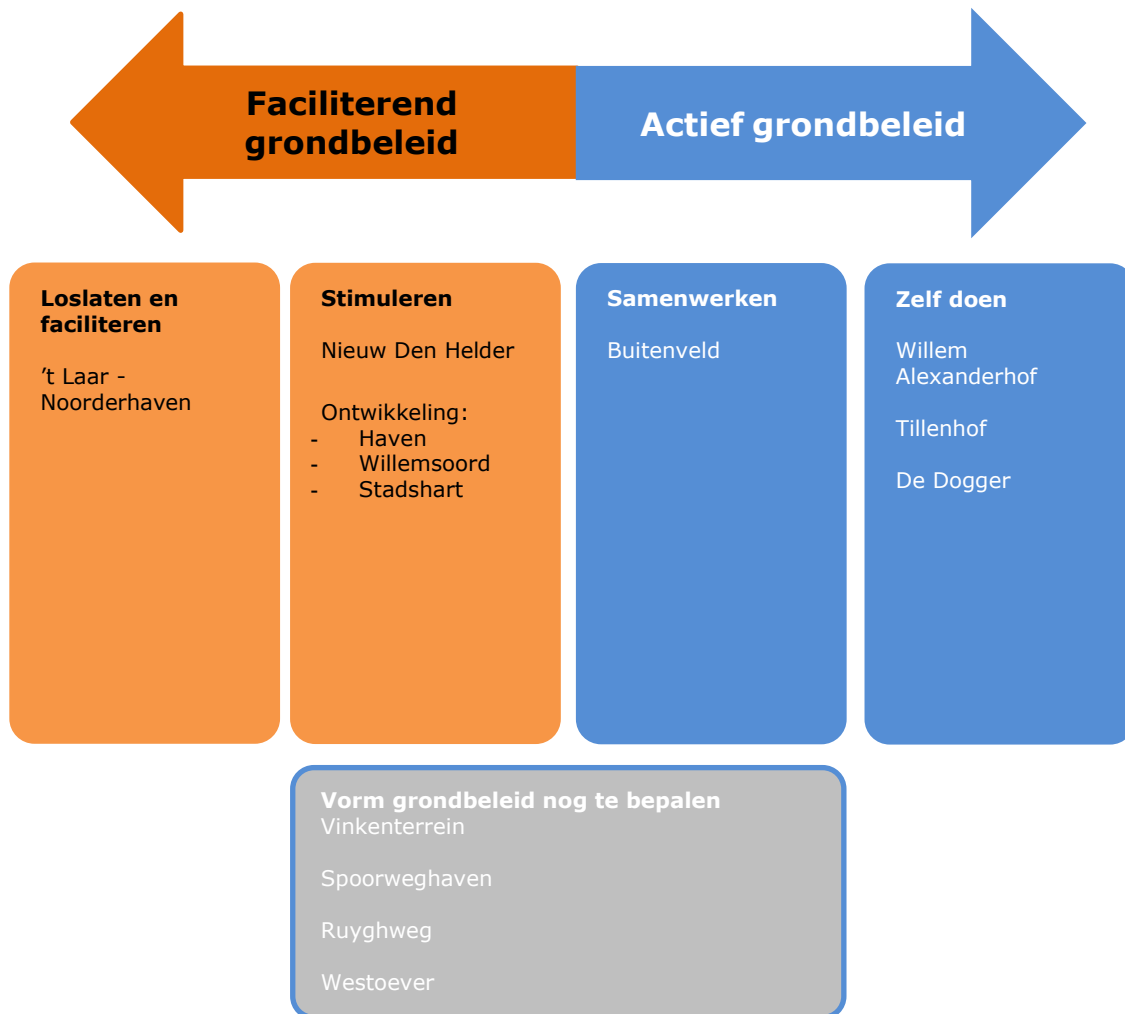 Faciliterend
grondbeleid
Actief grondbeleid
Loslaten en
faciliteren
’t Laar -
Noorderhaven
Stimuleren
Nieuw Den Helder
Ontwikkeling:
- Haven
- Willemsoord
- Stadshart
Samenwerken
Buitenveld
Zelf doen
Willem
Alexanderhof
Tillenhof
De Dogger
Vorm grondbeleid nog te bepalen
Vinkenterrein
Spoorweghaven
Ruyghweg
Westoever